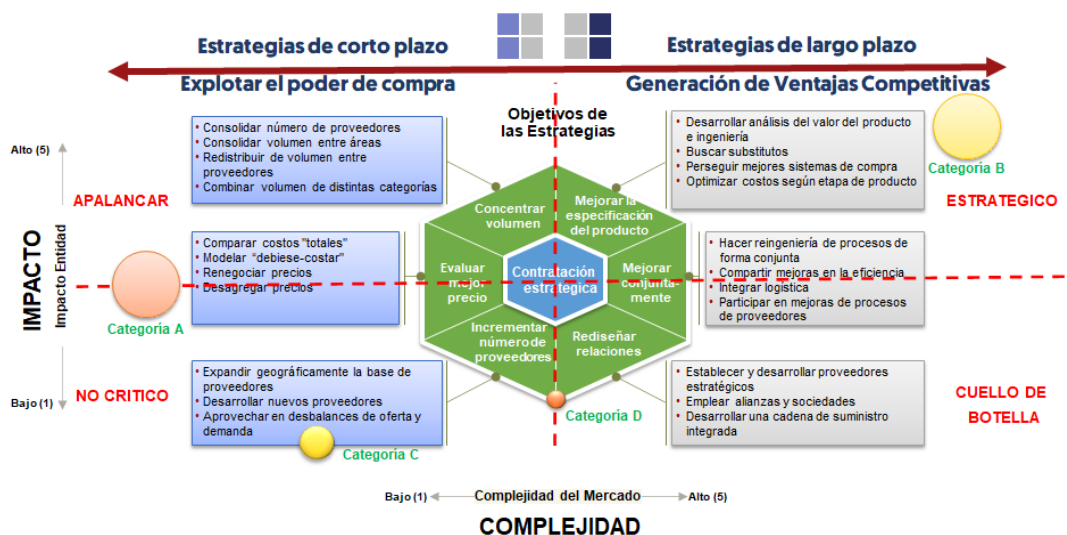 Estrategias de corto plazo
Estrategias de largo plazo
Explotar el poder de compra
Generación de Ventajas Competitivas
Objetivos de
las Estrategias
• Consolidar número de proveedores
• Consolidar volumen entre áreas
• Redistribuir de volumen entre
proveedores
• Combinar volumen de distintas categorías
• Desarrollar análisis del valor del producto
e ingeniería
• Buscar substitutos
• Perseguir mejores sistemas de compra
• Optimizar costos según etapa de producto
Categoría B
Alto (5)
APALANCAR
ESTRATEGICO
Concentrar
volumen
Mejorar la
especificación
del producto
IMPACTO
Impacto Entidad
• Comparar costos "totales"
• Modelar "debiese-costar"
• Renegociar precios
• Desagregar precios
Categoría A
Evaluar
mejor
precio
Contratación
estratégica
Mejorar
conjunta-
mente
• Hacer reingeniería de procesos de
forma conjunta
• Compartir mejoras en la eficiencia
• Integrar logística
• Participar en mejoras de procesos
de proveedores
Incrementar
número de
proveedores
Rediseñar
relaciones
NO CRITICO
Bajo (1)
• Expandir geográficamente la base de
proveedores
• Desarrollar nuevos proveedores
• Aprovechar en desbalances de oferta y
demanda
Categoría C
Categoría D
• Establecer y desarrollar proveedores
estratégicos
• Emplear alianzas y sociedades
• Desarrollar una cadena de suministro
integrada
CUELLO DE
BOTELLA
Bajo (1)
Complejidad del Mercado
Alto (5)
COMPLEJIDAD